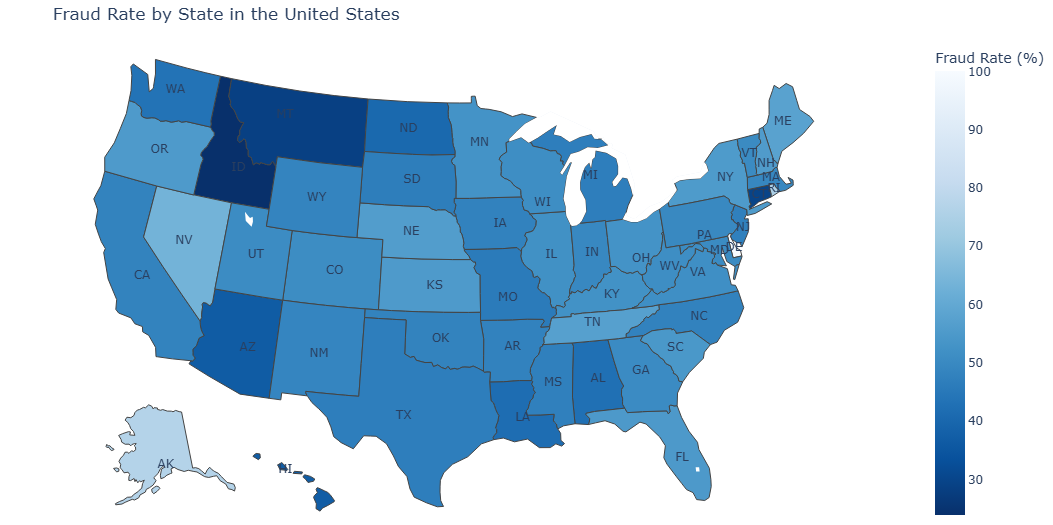 Fraud Rate by State in the United States
Fraud Rate (%)
100
90
80
70
60
50
40
30
WA
MT
ND
MN
ME
OR
ID
SD
WI
MI
VT
NH
NY
MA
RI
WY
IA
PA
NJ
NV
NE
IL
IN
OH
MD
DE
UT
CO
KS
MO
KY
WV
VA
CA
AZ
NM
OK
AR
TN
NC
SC
TX
LA
MS
AL
GA
FL
AK
HI